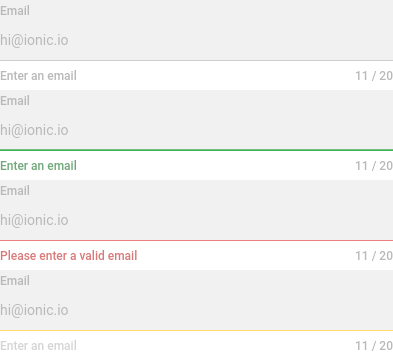 Email
hi@ionic.io
Enter an email 11 / 20
Email
hi@ionic.io
Enter an email 11 / 20
Email
hi@ionic.io
Please enter a valid email 11 / 20
Email
hi@ionic.io
Enter an email 11 / 20